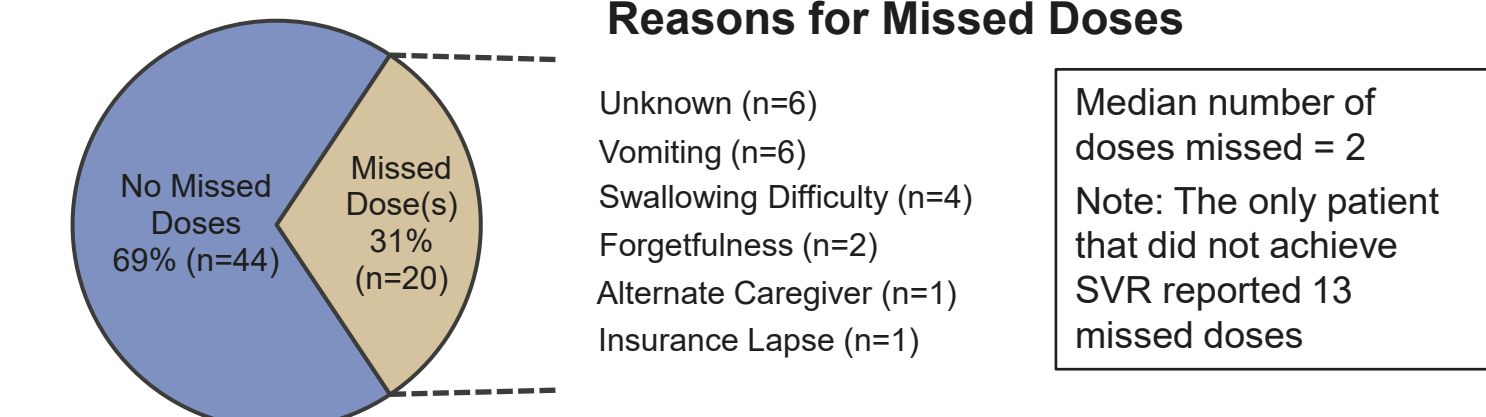 Reasons for Missed Doses
No Missed
Doses
69% (n=44)
Missed
Dose(s)
31%
(n=20)
Unknown (n=6)
Vomiting (n=6)
Swallowing Difficulty (n=4)
Forgetfulness (n=2)
Alternate Caregiver (n=1)
Insurance Lapse (n=1)
Median number of
doses missed = 2
Note: The only patient
that did not achieve
SVR reported 13
missed doses